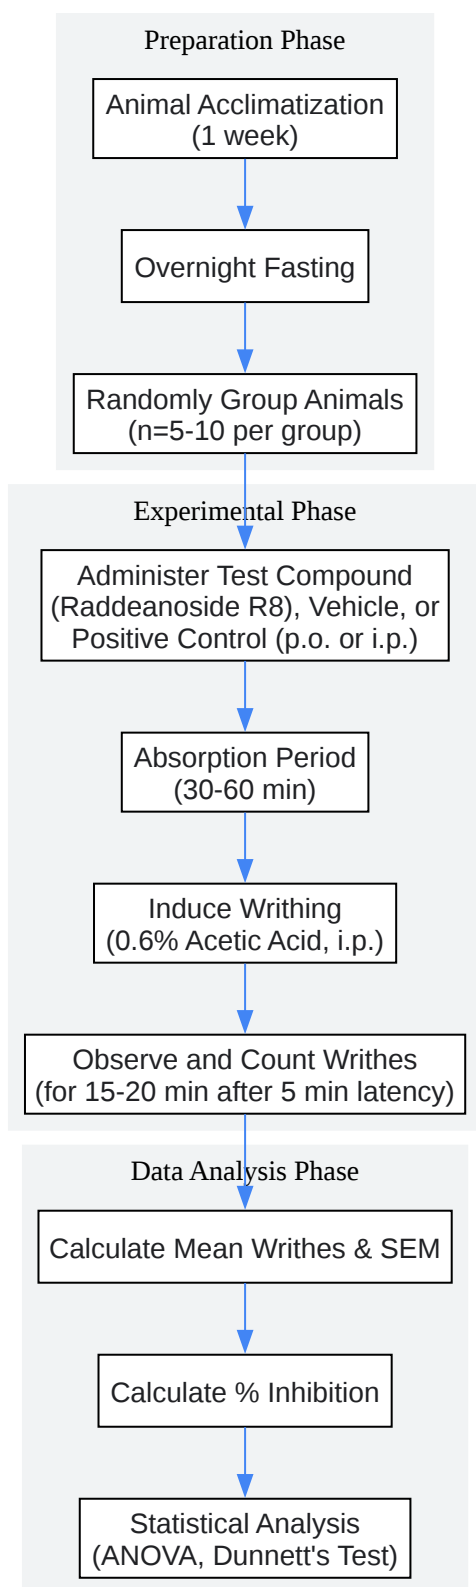 Preparation Phase
Animal Acclimatization
(1 week)
Overnight Fasting
Randomly Group Animals
(n=5-10 per group)
Experimental Phase
Administer Test Compound
(Raddeanoside R8), Vehicle, or
Positive Control (p.o. or i.p.)
Absorption Period
(30-60 min)
Induce Writhing
(0.6% Acetic Acid, i.p.)
Observe and Count Writhes
(for 15-20 min after 5 min latency)
Data Analysis Phase
Calculate Mean Writhes & SEM
Calculate % Inhibition
Statistical Analysis
(ANOVA, Dunnett's Test)